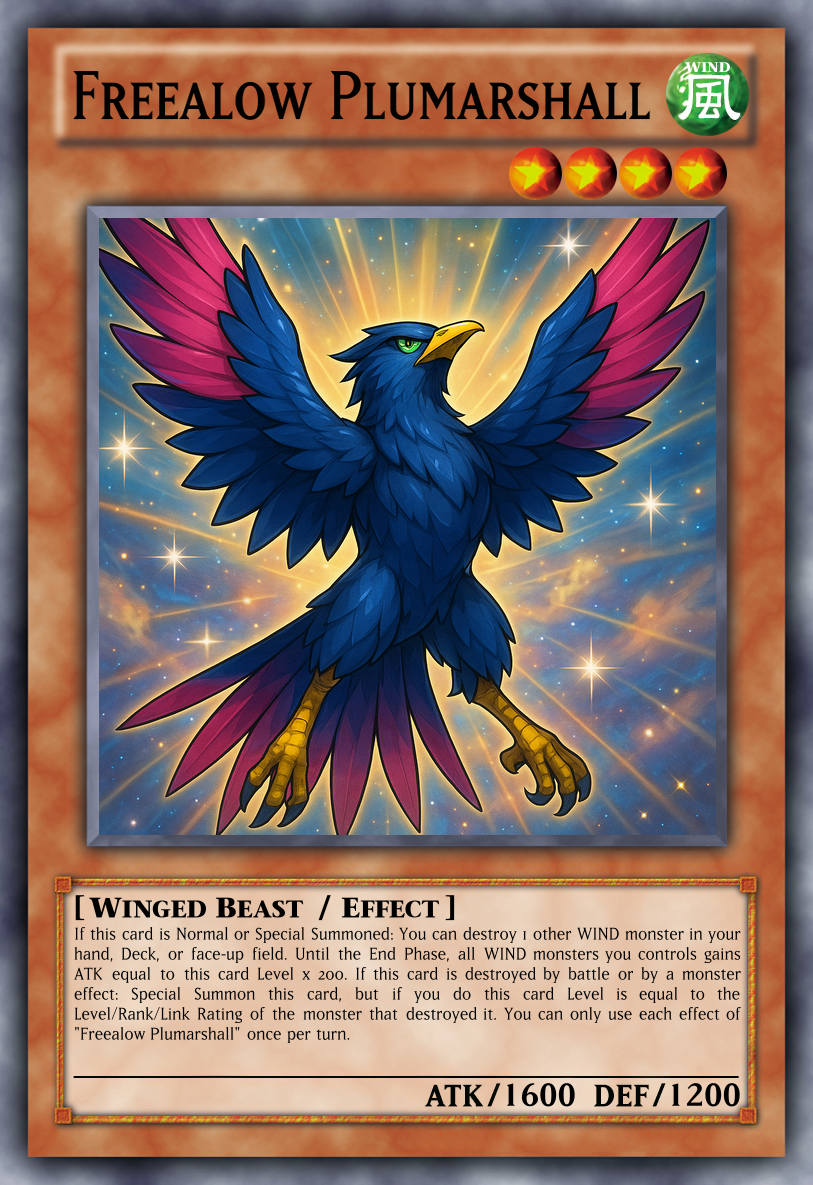 Freealow Plumarshall
WIND
風
[ Winged Beast / Effect ]
If this card is Normal or Special Summoned: You can destroy 1 other WIND monster in your
hand, Deck, or face-up field. Until the End Phase, all WIND monsters you controls gains
ATK equal to this card Level x 200. If this card is destroyed by battle or by a monster
effect: Special Summon this card, but if you do this card Level is equal to the
Level/Rank/Link Rating of the monster that destroyed it. You can only use each effect of
"Freealow Plumarshall" once per turn.
ATK/1600 DEF/1200